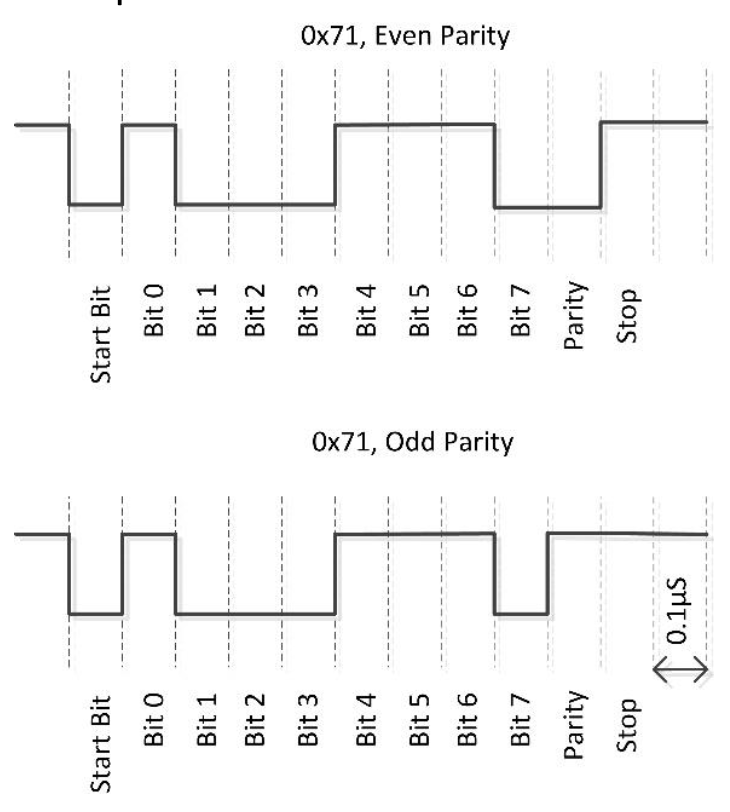 0x71, Even Parity
Start Bit
Bit 0
Bit 1
Bit 2
Bit 3
Bit 4
Bit 5
Bit 6
Bit 7
Parity
Stop
0x71, Odd Parity
0.1µS
Start Bit
Bit 0
Bit 1
Bit 2
Bit 3
Bit 4
Bit 5
Bit 6
Bit 7
Parity
Stop